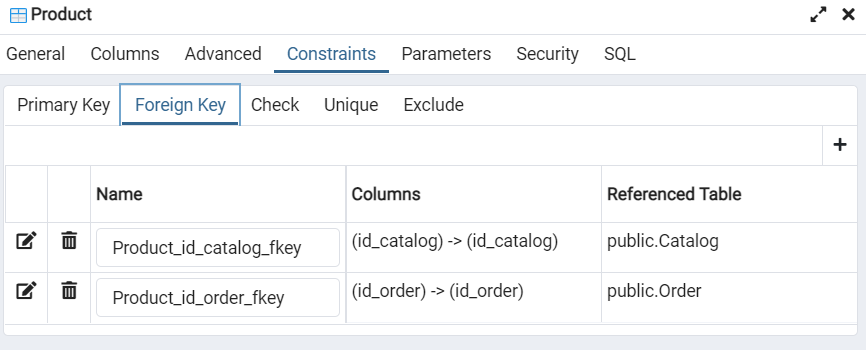 Product
General Columns Advanced Constraints Parameters Security SQL
Primary Key Foreign Key Check Unique Exclude
+
Name Columns Referenced Table
Product_id_catalog_fkey (id_catalog) -> (id_catalog) public.Catalog
Product_id_order_fkey (id_order) -> (id_order) public.Order